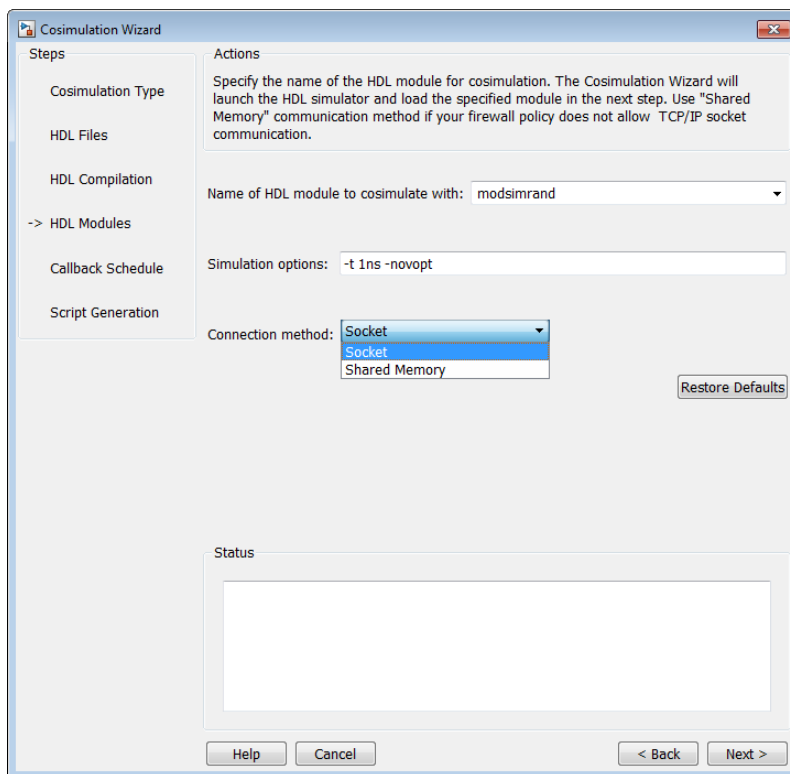 Cosimulation Wizard
Steps
Cosimulation Type
HDL Files
HDL Compilation
-> HDL Modules
Callback Schedule
Script Generation
Actions
Specify the name of the HDL module for cosimulation. The Cosimulation Wizard will
launch the HDL simulator and load the specified module in the next step. Use "Shared
Memory" communication method if your firewall policy does not allow TCP/IP socket
communication.
Name of HDL module to cosimulate with: modsimrand
Simulation options: -t 1ns -novopt
Connection method: Socket
Socket
Shared Memory
Restore Defaults
Status
Help Cancel < Back Next >